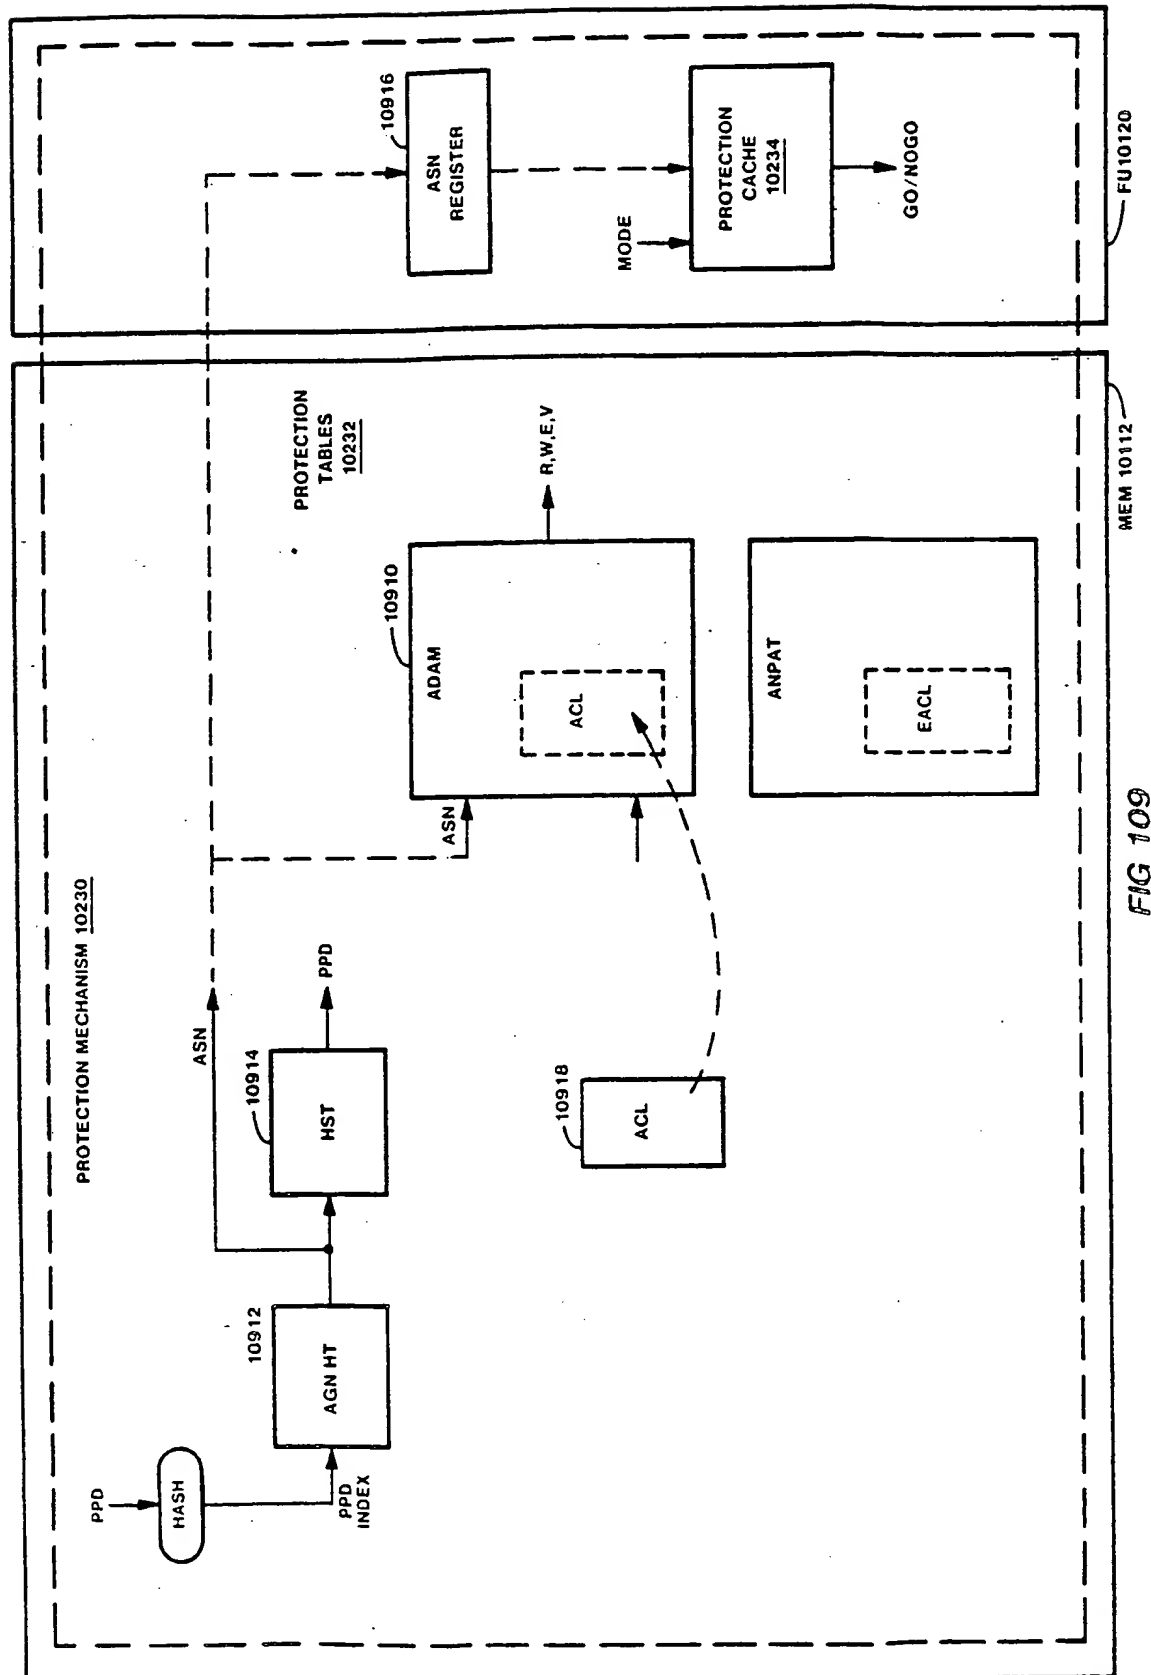 PROTECTION MECHANISM 10230
PPD
HASH
PPD
INDEX
10912
AGN HT
ASN
10914
HST
PPD
10918
ACL
PROTECTION
TABLES
10232
ASN
10910
ADAM
ACL
R,W,E,V
ANPAT
EACL
MEM 10112
10916
ASN
REGISTER
MODE
PROTECTION
CACHE
10234
GO/NOGO
FU10120
FIG 109